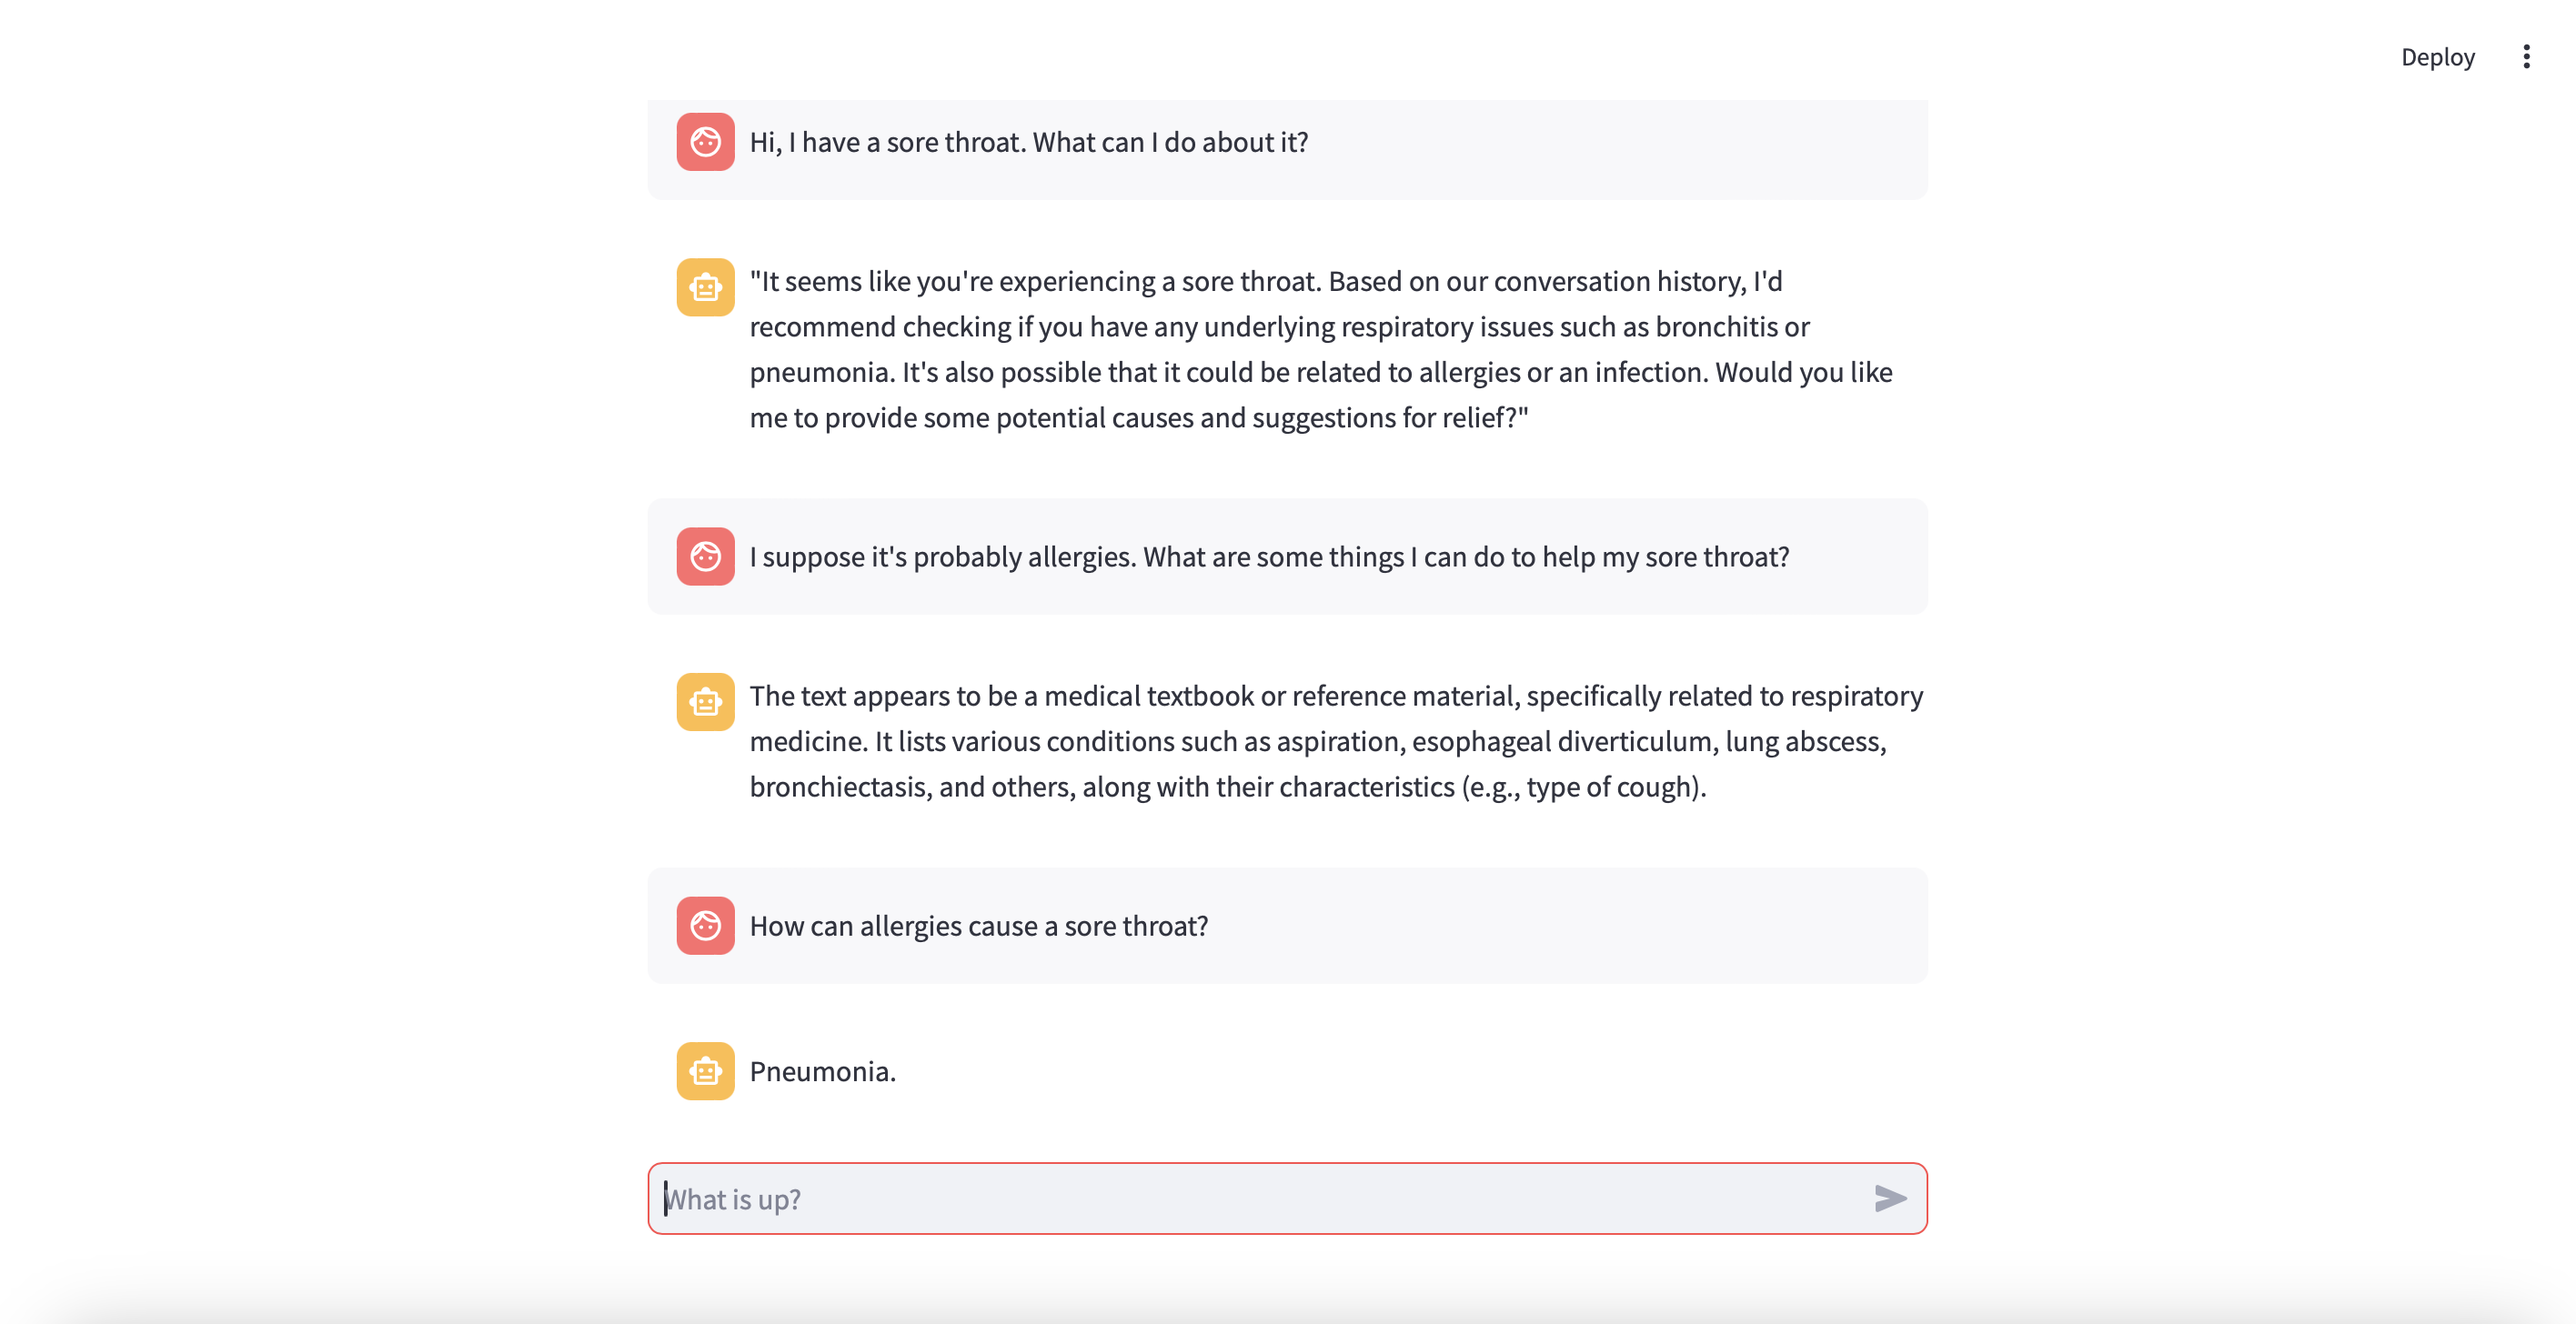 Deploy
Hi, I have a sore throat. What can I do about it?
"It seems like you're experiencing a sore throat. Based on our conversation history, I'd
recommend checking if you have any underlying respiratory issues such as bronchitis or
pneumonia. It's also possible that it could be related to allergies or an infection. Would you like
me to provide some potential causes and suggestions for relief?"
I suppose it's probably allergies. What are some things I can do to help my sore throat?
The text appears to be a medical textbook or reference material, specifically related to respiratory
medicine. It lists various conditions such as aspiration, esophageal diverticulum, lung abscess,
bronchiectasis, and others, along with their characteristics (e.g., type of cough).
How can allergies cause a sore throat?
Pneumonia.
What is up?